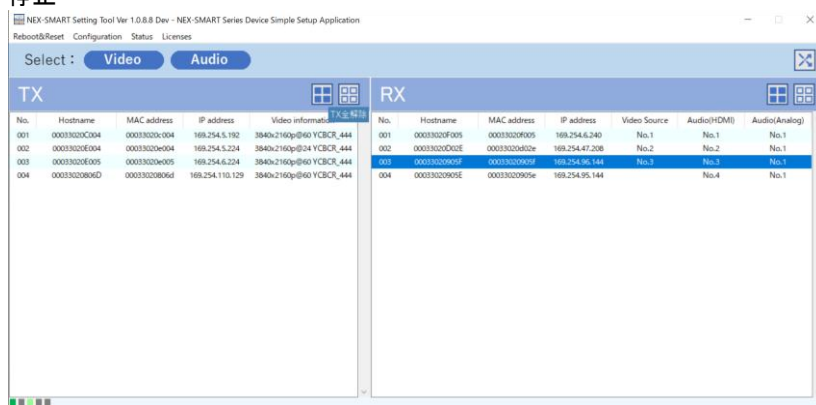 停止
NEX-SMART Setting Tool Ver 1.0.8.8 Dev - NEX-SMART Series Device Simple Setup Application
Reboot&Reset Configuration Status Licenses
Select : Video Audio
TX
TX全解除
No. Hostname MAC address IP address Video informatio
001 00033020C004 00033020c004 169.254.5.192 3840x2160p@60 YCBCR_444
002 00033020E004 00033020e004 169.254.5.224 3840x2160p@24 YCBCR_444
003 00033020E005 00033020e005 169.254.6.224 3840x2160p@60 YCBCR_444
004 00033020806D 00033020806d 169.254.110.129 3840x2160p@60 YCBCR_444
RX
No. Hostname MAC address IP address Video Source Audio(HDMI) Audio(Analog)
001 00033020F005 00033020f005 169.254.6.240 No.1 No.1 No.1
002 00033020D02E 00033020d02e 169.254.47.208 No.2 No.2 No.1
003 00033020905F 00033020905f 169.254.96.144 No.3 No.3 No.1
004 00033020905E 00033020905e 169.254.95.144 No.4 No.1